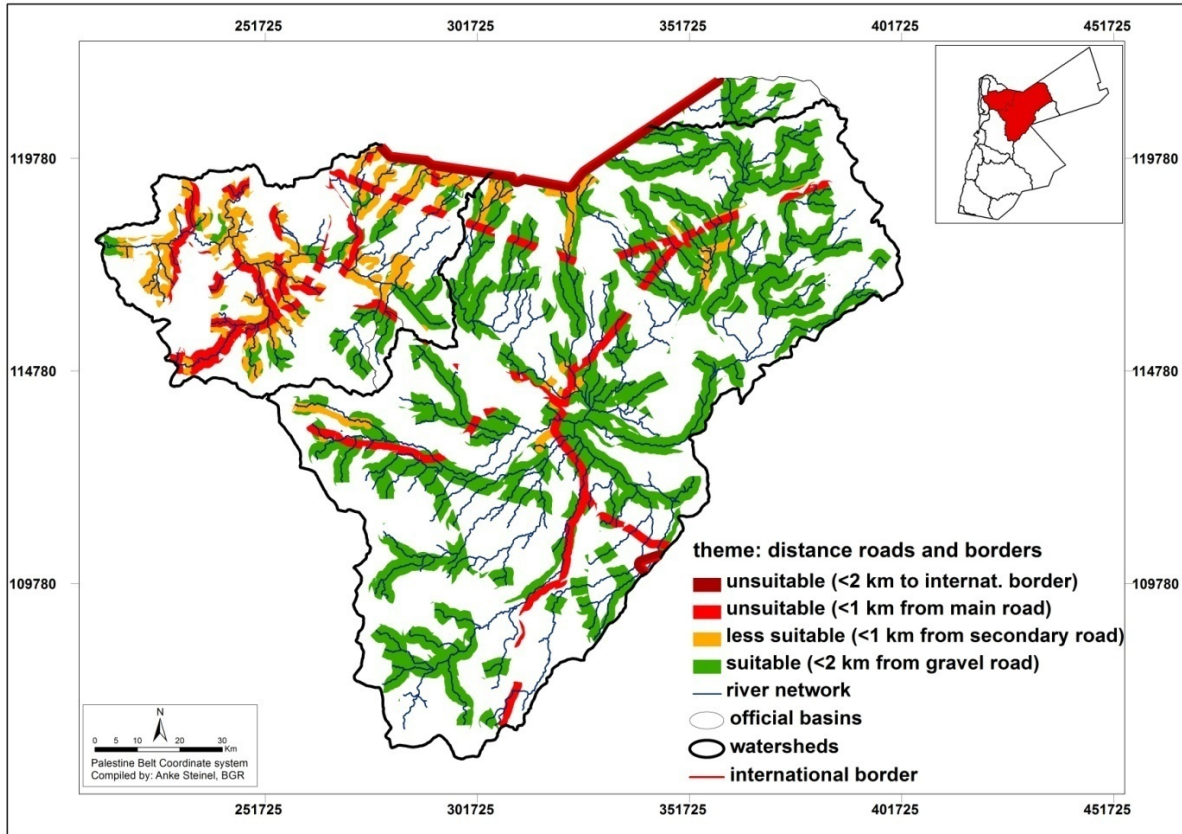 251725 301725 351725 401725 451725
119780 119780
114780 114780
109780 109780
theme: distance roads and borders
unsuitable (<2 km to internat. border)
unsuitable (<1 km from main road)
less suitable (<1 km from secondary road)
suitable (<2 km from gravel road)
river network
official basins
watersheds
international border
N
0 5 10 20 30
Km
Palestine Belt Coordinate system
Compiled by: Anke Steinel, BGR
251725 301725 351725 401725 451725